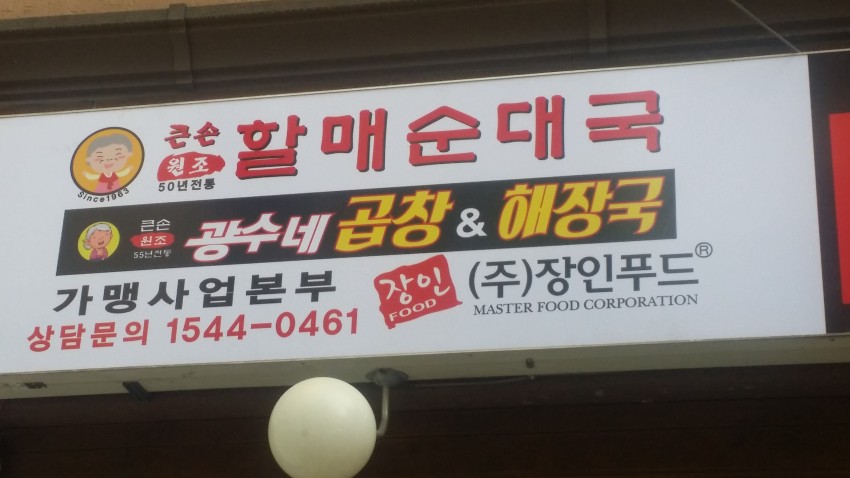 큰손
원조
50년전통
할매순대국
Since1963
큰손
원조
55년전통
광수네 곱창 & 해장국
가맹사업본부
상담문의 1544-0461
장인
FOOD
(주)장인푸드®
MASTER FOOD CORPORATION